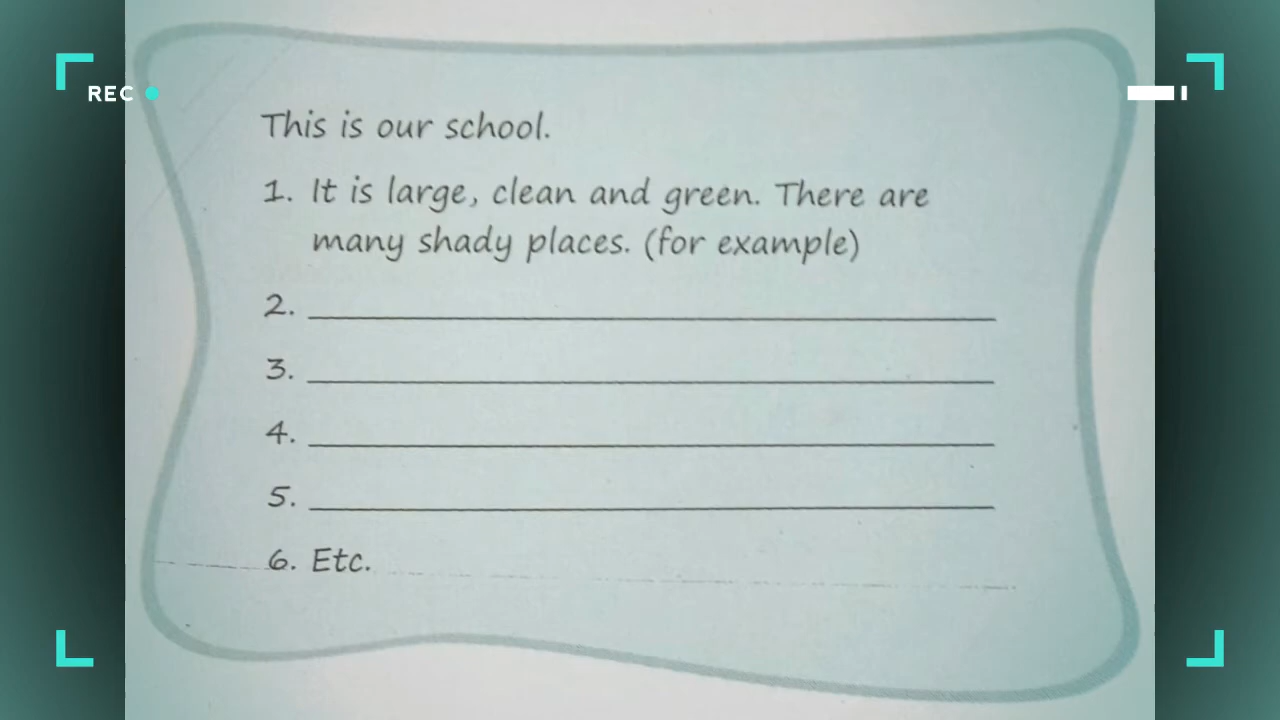 REC
This is our school.
1. It is large, clean and green. There are
many shady places. (for example)
2.
3.
4.
5.
6. Etc.